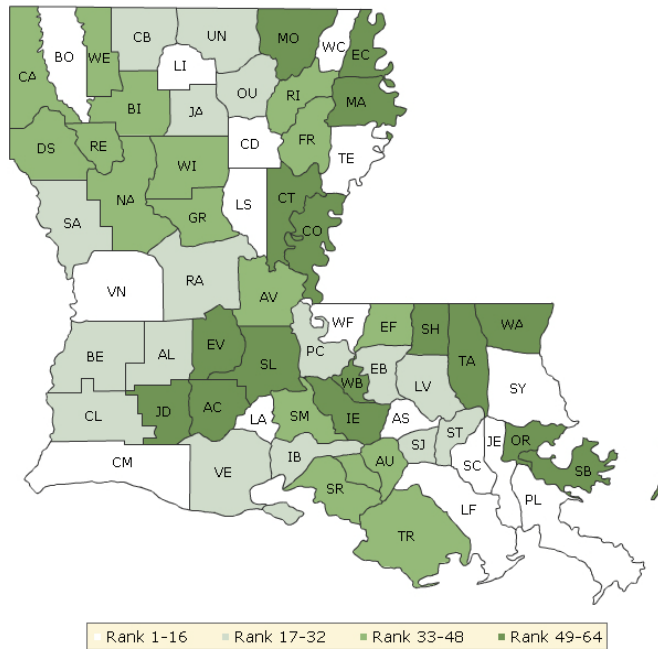 CB UN MO WC EC
BO WE
CA LI
OU RI MA
BI JA
DS RE CD FR TE
WI
NA LS CT
SA GR CO
VN RA AV
WF EF SH WA
BE AL EV SL PC TA
EB LV SY
WB
CL JD AC LA SM IE AS
SJ ST JE OR
CM VE IB AU SC SB
SR LF PL
TR
Rank 1-16 Rank 17-32 Rank 33-48 Rank 49-64